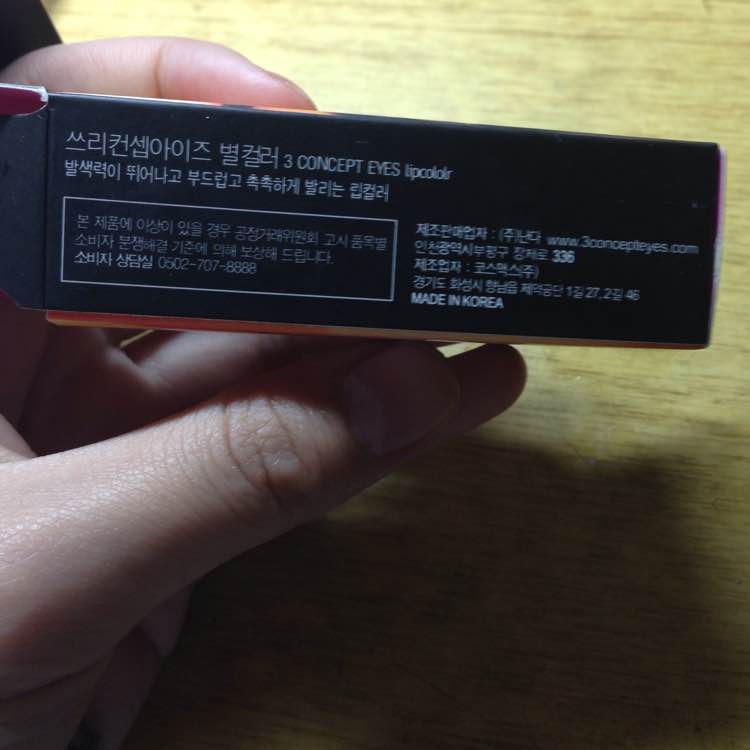 쓰리컨셉아이즈 별컬러 3 CONCEPT EYES lipcololr
발색력이 뛰어나고 부드럽고 촉촉하게 발리는 립컬러
본 제품에 이상이 있을 경우 공정거래위원회 고시 품목별
소비자 분쟁해결 기준에 의해 보상해 드립니다.
소비자 상담실 0502-707-8888
제조판매업자 : (주)난다 www.3concepteyes.com
인천광역시 부평구 장제로 336
제조업자 : 코스맥스(주)
경기도 화성시 향남읍 제약공단 1길 27, 2길 46
MADE IN KOREA